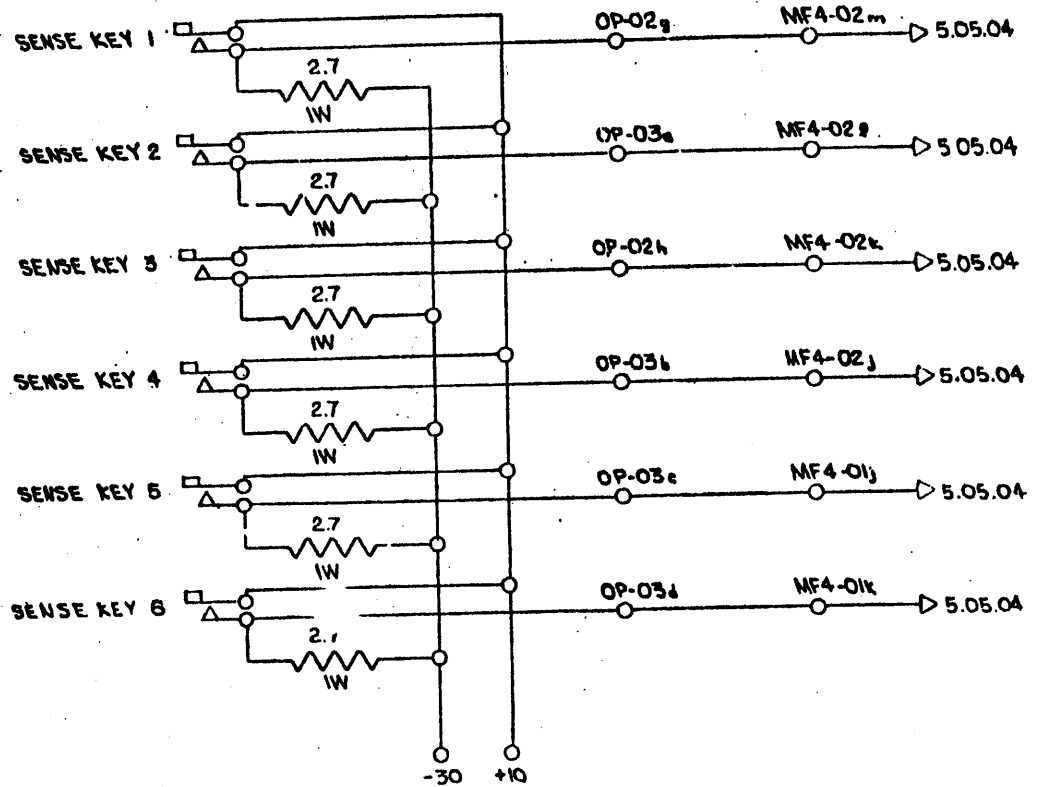 SENSE KEY 1 OP-02g MF4-02m 5.05.04
2.7
1W
SENSE KEY 2 OP-03a MF4-02l 5 05.04
2.7
1W
SENSE KEY 3 OP-02h MF4-02k 5.05.04
2.7
1W
SENSE KEY 4 OP-03b MF4-02j 5.05.04
2.7
1W
SENSE KEY 5 OP-03c MF4-01j 5.05.04
2.7
1W
SENSE KEY 6 OP-03d MF4-01k 5.05.04
1W
-30 +10